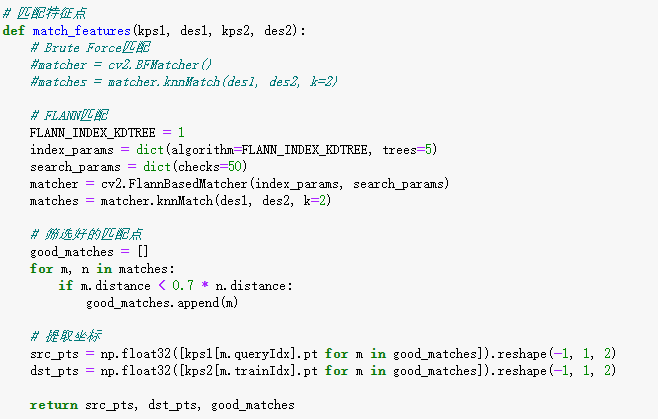 # 匹配特征点
def match_features(kps1, des1, kps2, des2):
    # Brute Force匹配
    #matcher = cv2.BFMatcher()
    #matches = matcher.knnMatch(des1, des2, k=2)

    # FLANN匹配
    FLANN_INDEX_KDTREE = 1
    index_params = dict(algorithm=FLANN_INDEX_KDTREE, trees=5)
    search_params = dict(checks=50)
    matcher = cv2.FlannBasedMatcher(index_params, search_params)
    matches = matcher.knnMatch(des1, des2, k=2)

    # 筛选好的匹配点
    good_matches = []
    for m, n in matches:
        if m.distance < 0.7 * n.distance:
            good_matches.append(m)

    # 提取坐标
    src_pts = np.float32([kps1[m.queryIdx].pt for m in good_matches]).reshape(-1, 1, 2)
    dst_pts = np.float32([kps2[m.trainIdx].pt for m in good_matches]).reshape(-1, 1, 2)

    return src_pts, dst_pts, good_matches